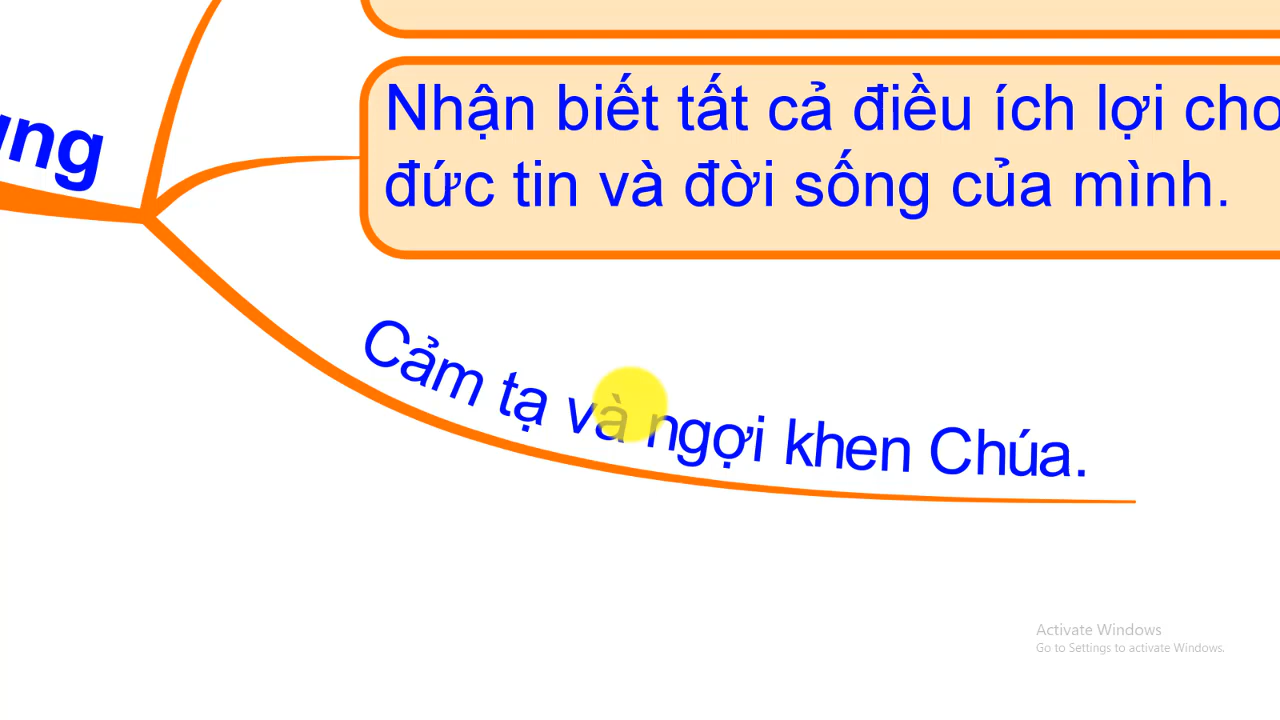 Nhận biết tất cả điều ích lợi cho
đức tin và đời sống của mình.
Cảm tạ và ngợi khen Chúa.
Activate Windows
Go to Settings to activate Windows.